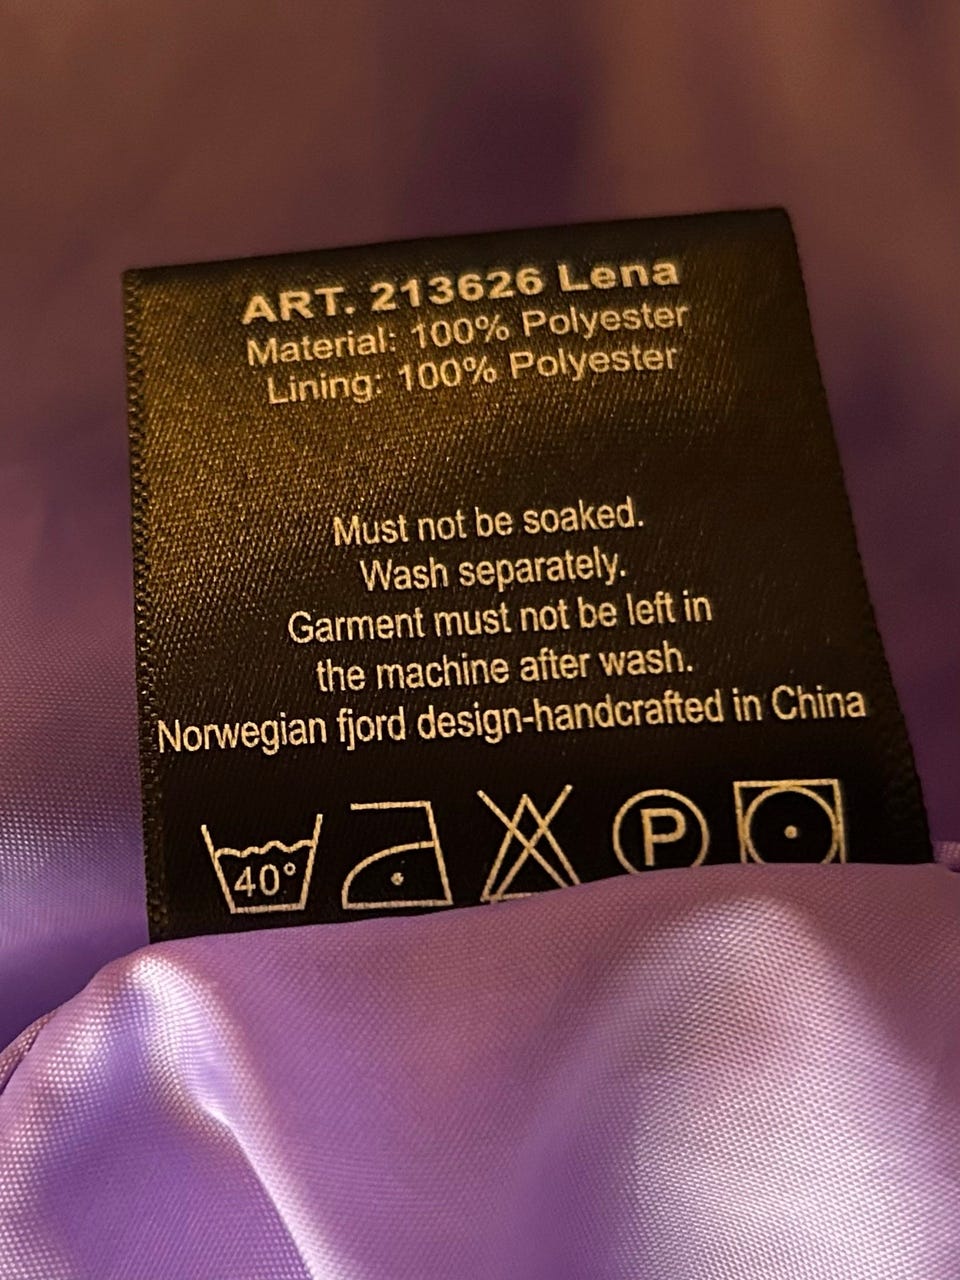 ART. 213626 Lena
Material: 100% Polyester
Lining: 100% Polyester
Must not be soaked.
Wash separately.
Garment must not be left in
the machine after wash.
Norwegian fjord design-handcrafted in China
40° P